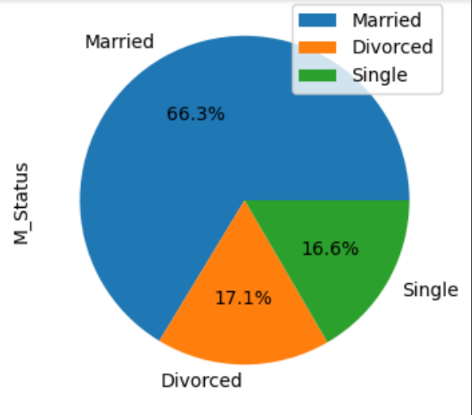 Married
Divorced
Single
Married
66.3%
M_Status
16.6%
17.1%
Single
Divorced